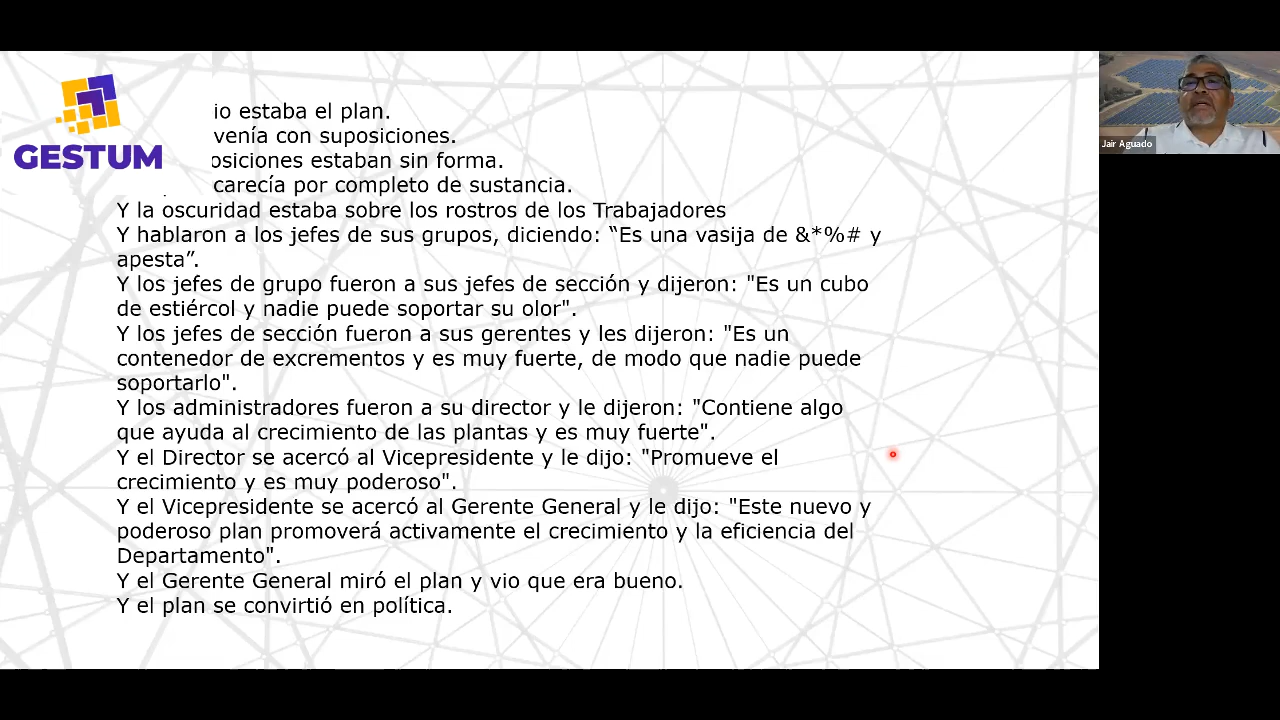 GESTUM
io estaba el plan.
venía con suposiciones.
osiciones estaban sin forma.
carecía por completo de sustancia.
Y la oscuridad estaba sobre los rostros de los Trabajadores
Y hablaron a los jefes de sus grupos, diciendo: “Es una vasija de &*%# y
apesta”.
Y los jefes de grupo fueron a sus jefes de sección y dijeron: "Es un cubo
de estiércol y nadie puede soportar su olor".
Y los jefes de sección fueron a sus gerentes y les dijeron: "Es un
contenedor de excrementos y es muy fuerte, de modo que nadie puede
soportarlo".
Y los administradores fueron a su director y le dijeron: "Contiene algo
que ayuda al crecimiento de las plantas y es muy fuerte".
Y el Director se acercó al Vicepresidente y le dijo: "Promueve el
crecimiento y es muy poderoso".
Y el Vicepresidente se acercó al Gerente General y le dijo: "Este nuevo y
poderoso plan promoverá activamente el crecimiento y la eficiencia del
Departamento".
Y el Gerente General miró el plan y vio que era bueno.
Y el plan se convirtió en política.
Jair Aguado